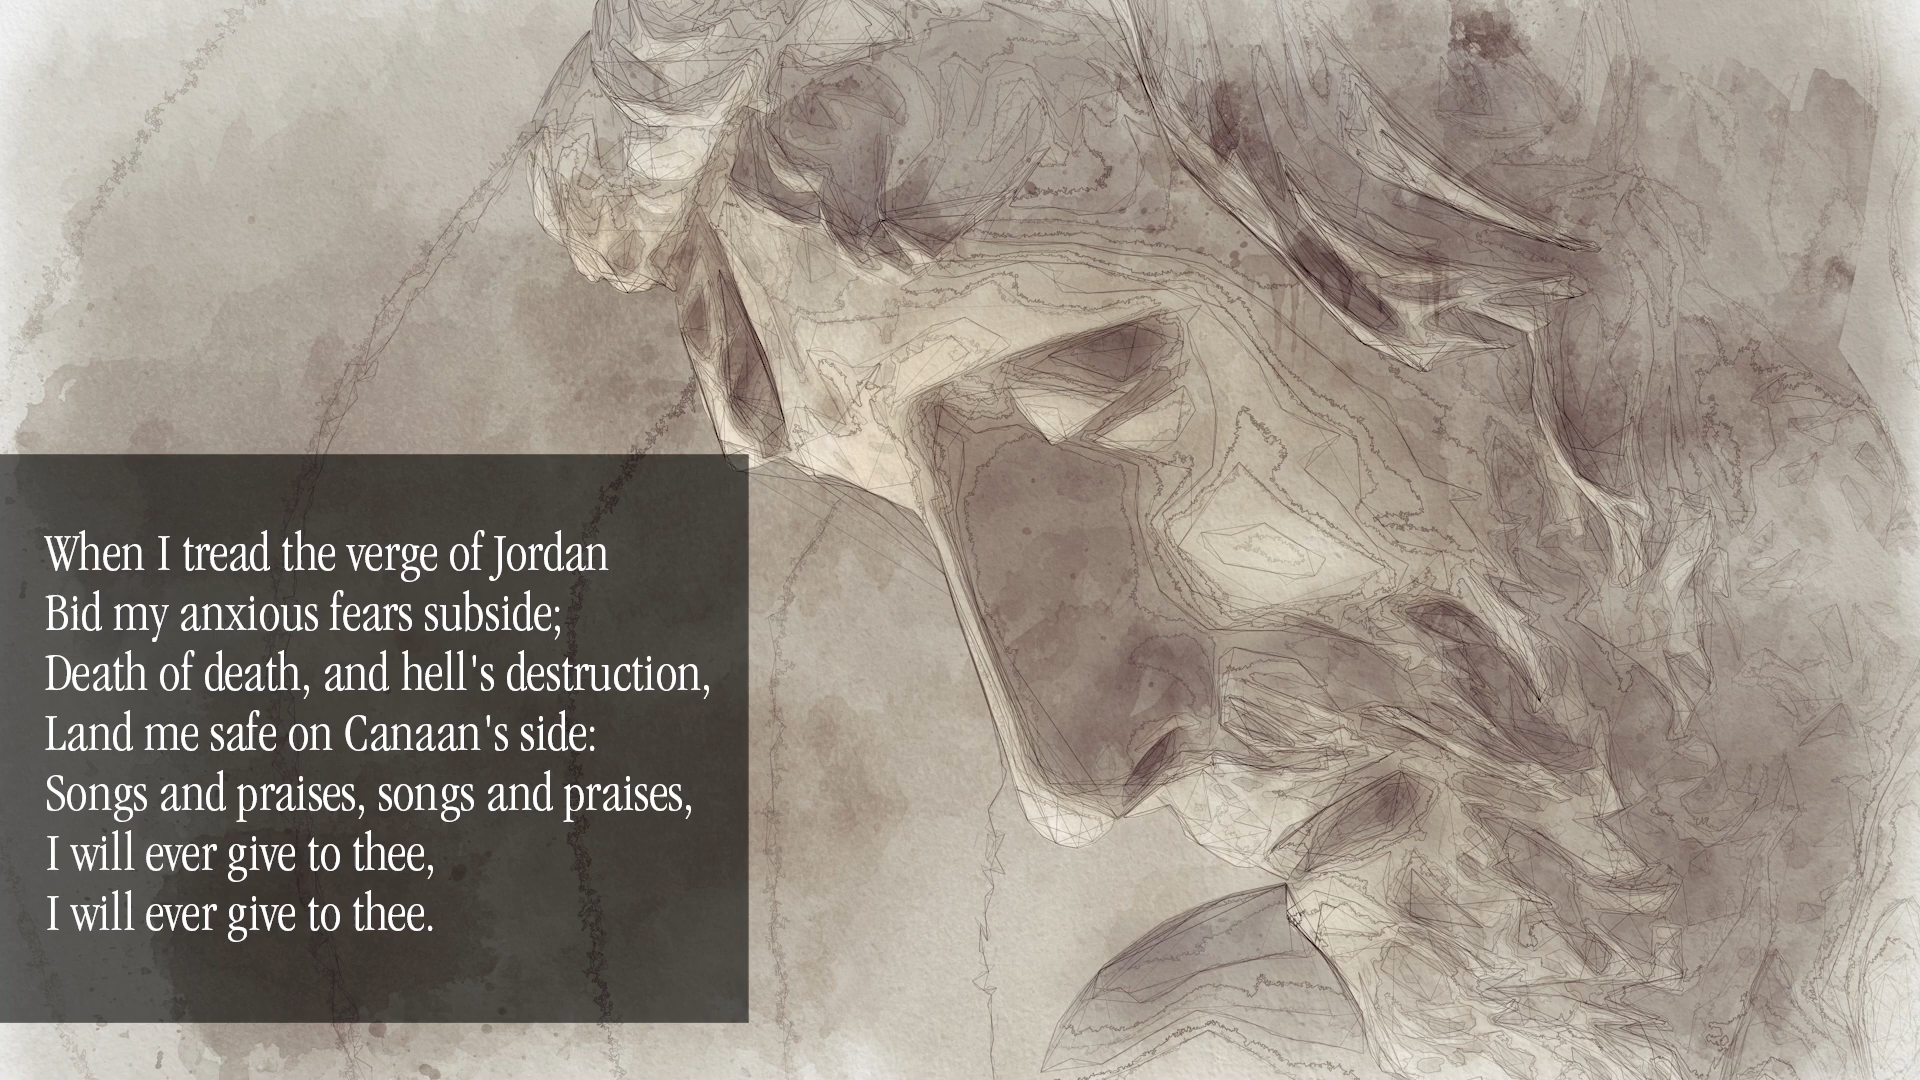 When I tread the verge of Jordan
Bid my anxious fears subside;
Death of death, and hell's destruction,
Land me safe on Canaan's side:
Songs and praises, songs and praises,
I will ever give to thee,
I will ever give to thee.